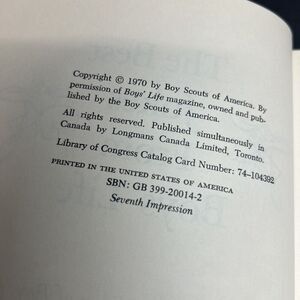 Copyright © 1970 by Boy Scouts of America. By
permission of Boys' Life magazine, owned and pub-
lished by the Boy Scouts of America.
All rights reserved. Published simultaneously in
Canada by Longmans Canada Limited, Toronto.
Library of Congress Catalog Card Number: 74-104392
PRINTED IN THE UNITED STATES OF AMERICA
SBN: GB 399-20014-2
Seventh Impression